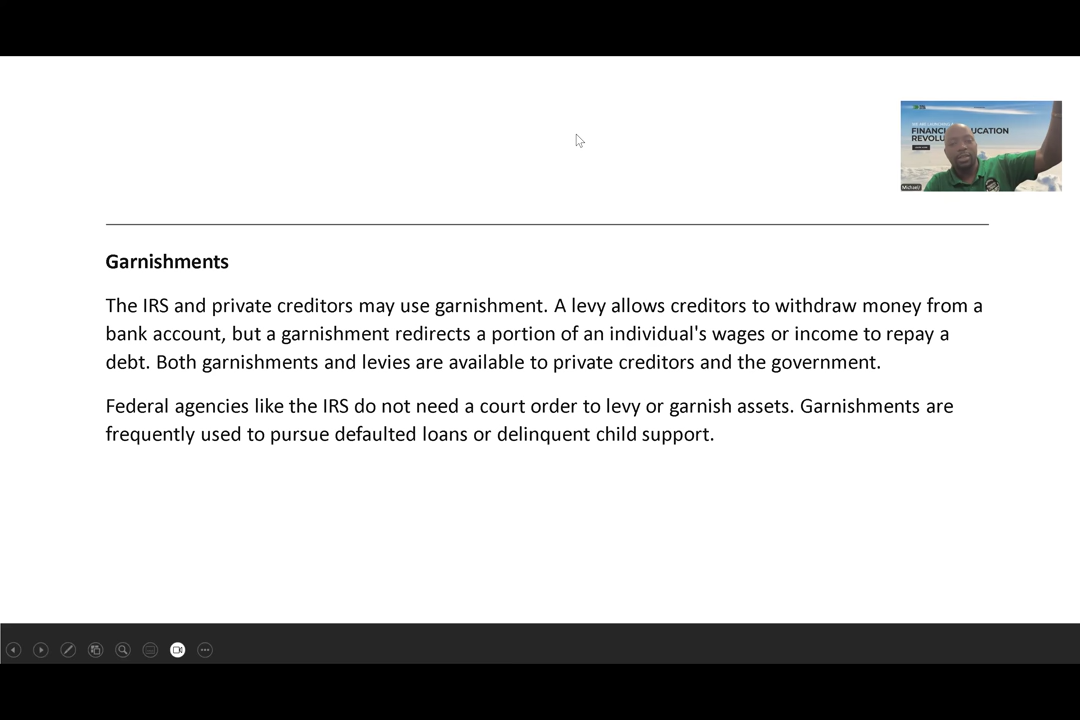 FINANCI UCATION
REVOLU
Michael
Garnishments
The IRS and private creditors may use garnishment. A levy allows creditors to withdraw money from a
bank account, but a garnishment redirects a portion of an individual's wages or income to repay a
debt. Both garnishments and levies are available to private creditors and the government.
Federal agencies like the IRS do not need a court order to levy or garnish assets. Garnishments are
frequently used to pursue defaulted loans or delinquent child support.